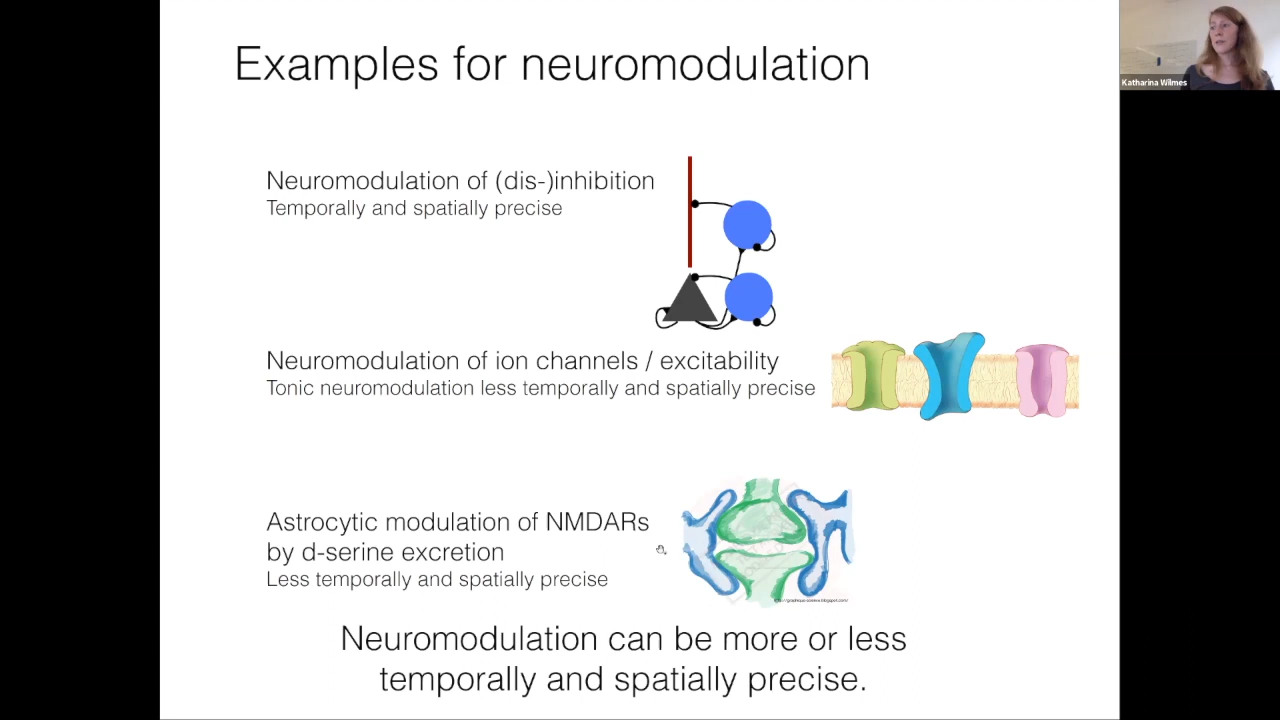 Examples for neuromodulation
Katharina Wilmes
Neuromodulation of (dis-)inhibition
Temporally and spatially precise
Neuromodulation of ion channels / excitability
Tonic neuromodulation less temporally and spatially precise
Astrocytic modulation of NMDARs
by d-serine excretion
Less temporally and spatially precise
Neuromodulation can be more or less
temporally and spatially precise.